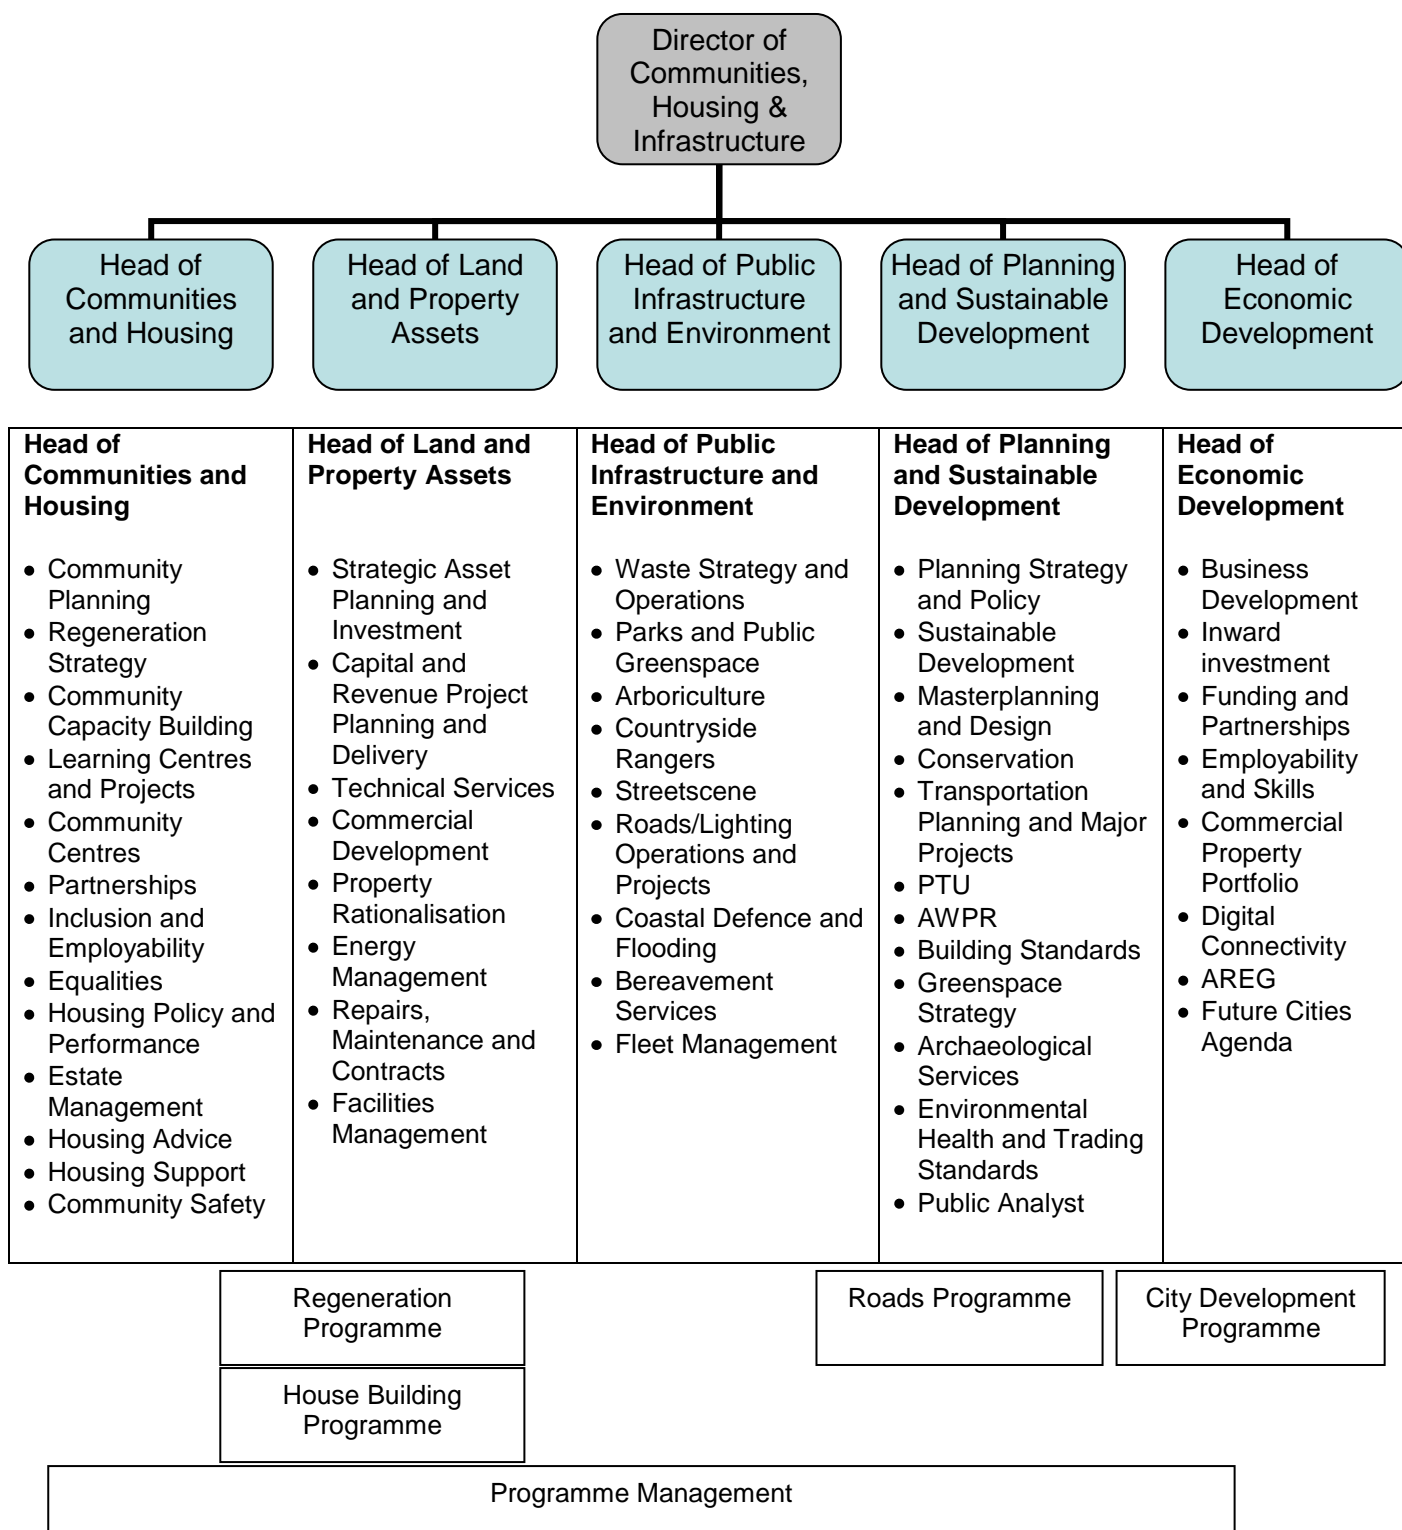 Director of
Communities,
Housing &
Infrastructure
Head of
Communities
and Housing
Head of Land
and Property
Assets
Head of Public
Infrastructure
and Environment
Head of Planning
and Sustainable
Development
Head of
Economic
Development
Head of
Communities and
Housing
• Community
Planning
• Regeneration
Strategy
• Community
Capacity Building
• Learning Centres
and Projects
• Community
Centres
• Partnerships
• Inclusion and
Employability
• Equalities
• Housing Policy and
Performance
• Estate
Management
• Housing Advice
• Housing Support
• Community Safety
Head of Land and
Property Assets
• Strategic Asset
Planning and
Investment
• Capital and
Revenue Project
Planning and
Delivery
• Technical Services
• Commercial
Development
• Property
Rationalisation
• Energy
Management
• Repairs,
Maintenance and
Contracts
• Facilities
Management
Head of Public
Infrastructure and
Environment
• Waste Strategy and
Operations
• Parks and Public
Greenspace
• Arboriculture
• Countryside
Rangers
• Streetscene
• Roads/Lighting
Operations and
Projects
• Coastal Defence and
Flooding
• Bereavement
Services
• Fleet Management
Head of Planning
and Sustainable
Development
• Planning Strategy
and Policy
• Sustainable
Development
• Masterplanning
and Design
• Conservation
• Transportation
Planning and Major
Projects
• PTU
• AWPR
• Building Standards
• Greenspace
Strategy
• Archaeological
Services
• Environmental
Health and Trading
Standards
• Public Analyst
Head of
Economic
Development
• Business
Development
• Inward
investment
• Funding and
Partnerships
• Employability
and Skills
• Commercial
Property
Portfolio
• Digital
Connectivity
• AREG
• Future Cities
Agenda
Regeneration
Programme
Roads Programme
City Development
Programme
House Building
Programme
Programme Management